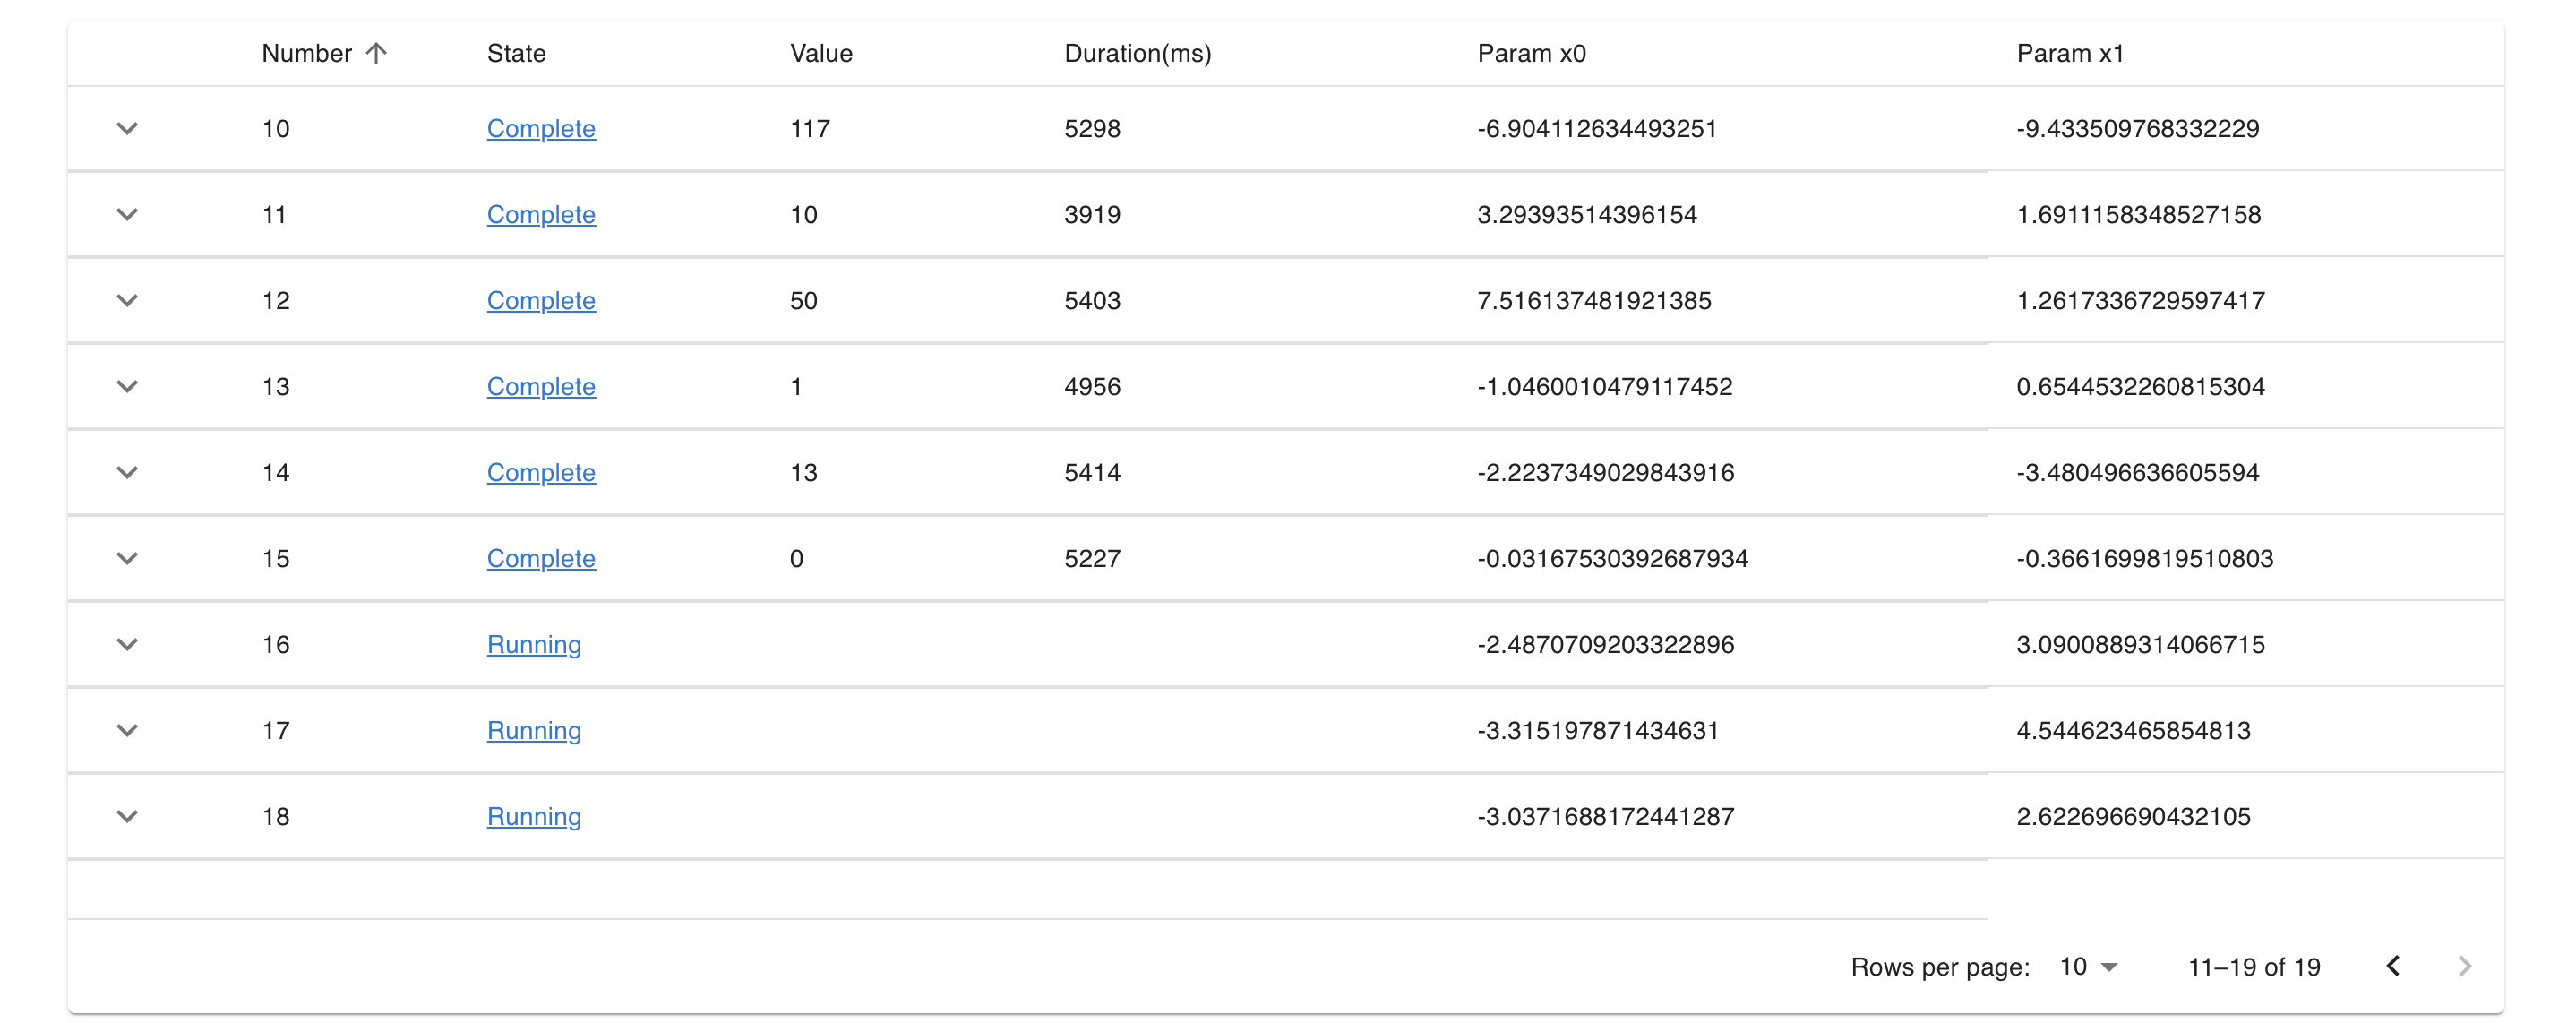 Number State Value Duration(ms) Param x0 Param x1
10 Complete 117 5298 -6.904112634493251 -9.433509768332229
11 Complete 10 3919 3.29393514396154 1.6911158348527158
12 Complete 50 5403 7.516137481921385 1.2617336729597417
13 Complete 1 4956 -1.0460010479117452 0.6544532260815304
14 Complete 13 5414 -2.2237349029843916 -3.480496636605594
15 Complete 0 5227 -0.03167530392687934 -0.3661699819510803
16 Running -2.4870709203322896 3.0900889314066715
17 Running -3.315197871434631 4.544623465854813
18 Running -3.0371688172441287 2.622696690432105
Rows per page: 10 11–19 of 19